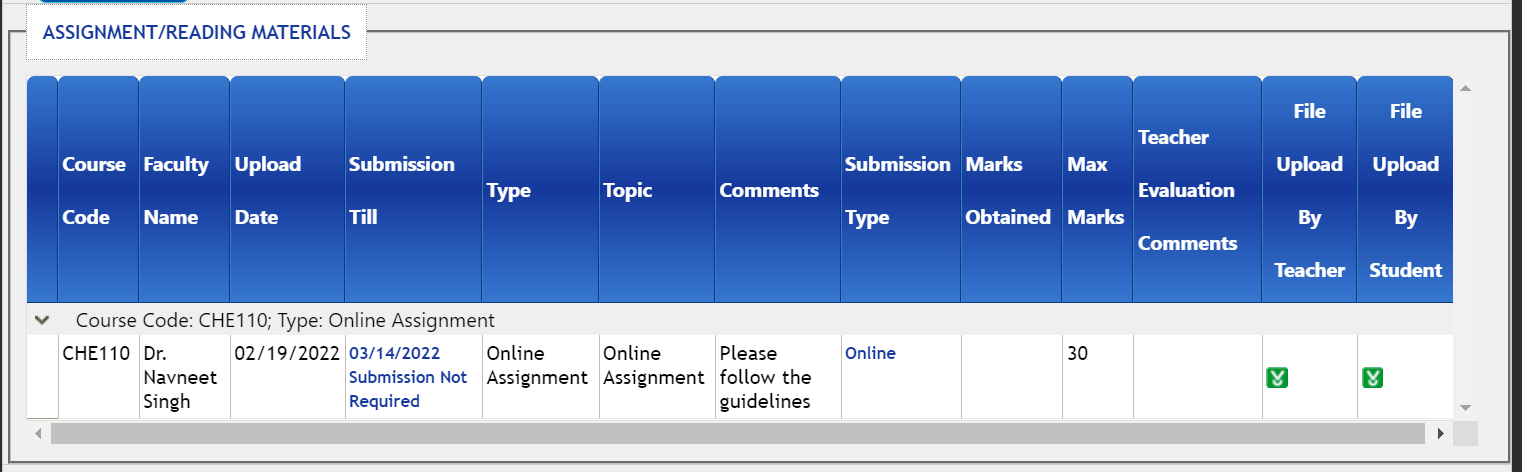 ASSIGNMENT/READING MATERIALS
Course Code
Faculty Name
Upload Date
Submission Till
Type
Topic
Comments
Submission Type
Marks Obtained
Max Marks
Teacher Evaluation Comments
File Upload By Teacher
File Upload By Student
Course Code: CHE110; Type: Online Assignment
CHE110
Dr. Navneet Singh
02/19/2022
03/14/2022
Submission Not Required
Online Assignment
Online Assignment
Please follow the guidelines
Online
30